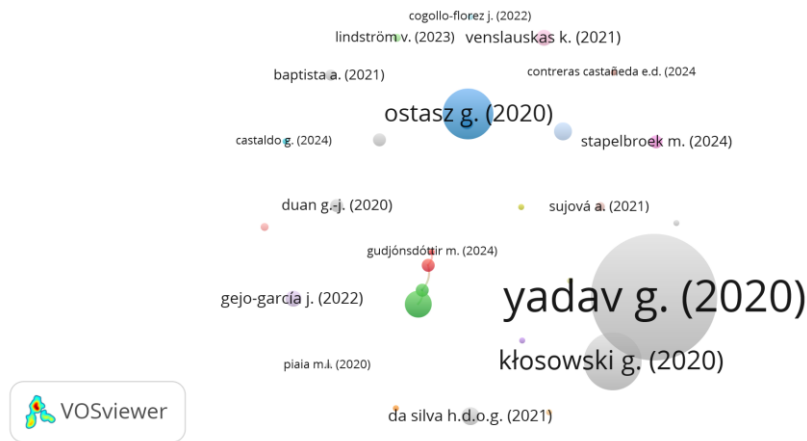 cogollo-florez j. (2022)
lindström v. (2023)
venslauskas k. (2021)
baptista a. (2021)
contreras castañeda e.d. (2024
ostasz g. (2020)
castaldo g. (2024)
stapelbroek m. (2024)
duan g.-j. (2020)
sujová a. (2021)
gudjónsdóttir m. (2024)
gejo-garcía j. (2022)
yadav g. (2020)
piaia m.i. (2020)
kłosowski g. (2020)
da silva h.d.o.g. (2021)
VOSviewer